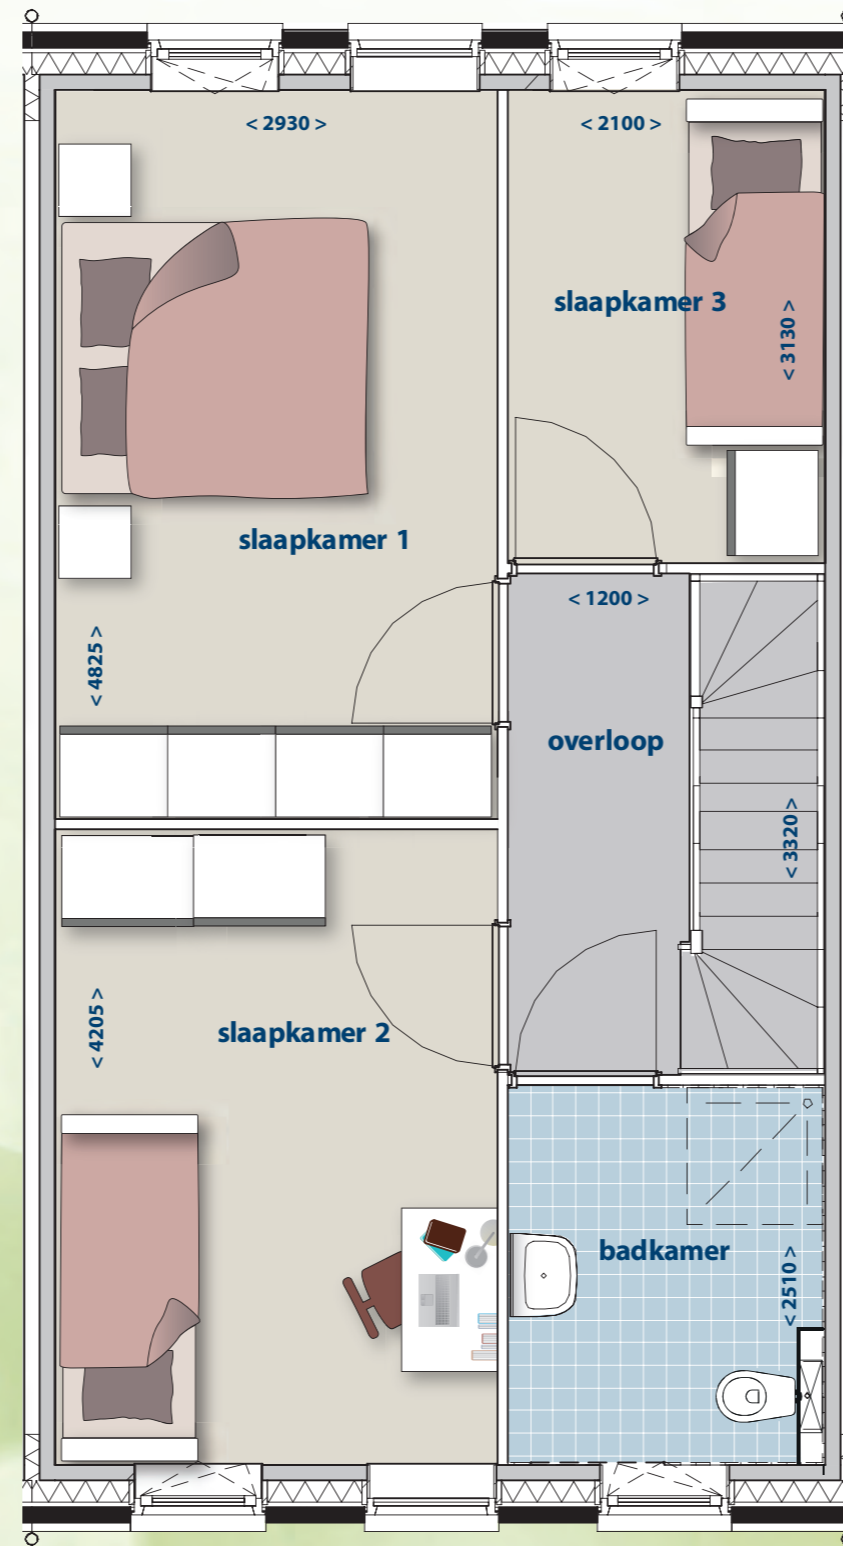 < 2930 >
< 2100 >
slaapkamer 3
< 3130 >
slaapkamer 1
< 1200 >
< 4825 >
overloop
< 3320 >
< 4205 >
slaapkamer 2
badkamer
< 2510 >